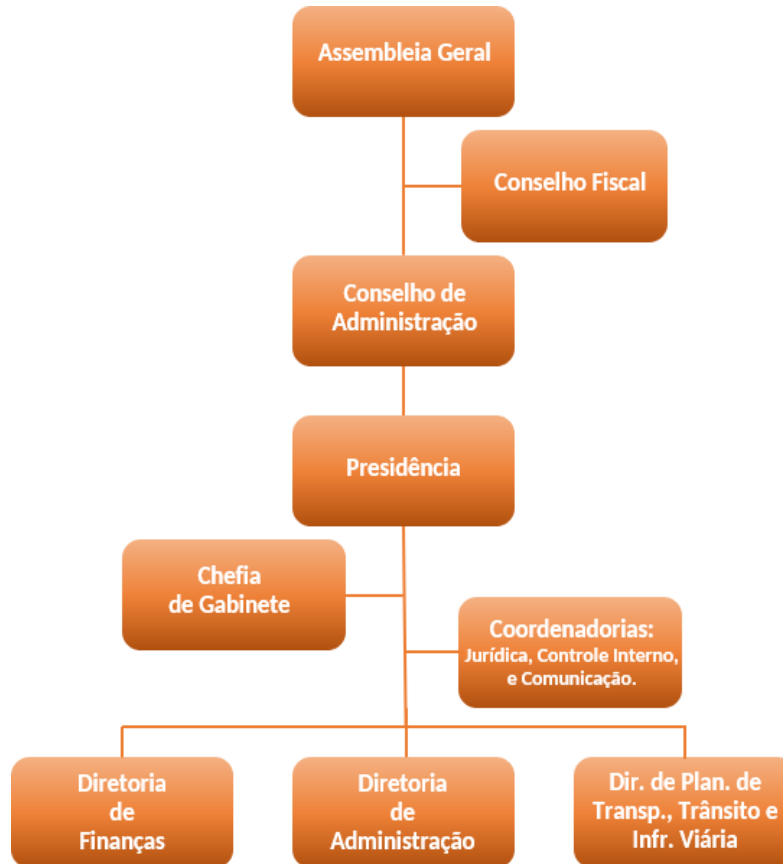 Assembleia Geral
Conselho Fiscal
Conselho de
Administração
Presidência
Chefia
de Gabinete
Coordenadorias:
Jurídica, Controle Interno,
e Comunicação.
Diretoria
de
Finanças
Diretoria
de
Administração
Dir. de Plan. de
Transp., Trânsito e
Infr. Viária